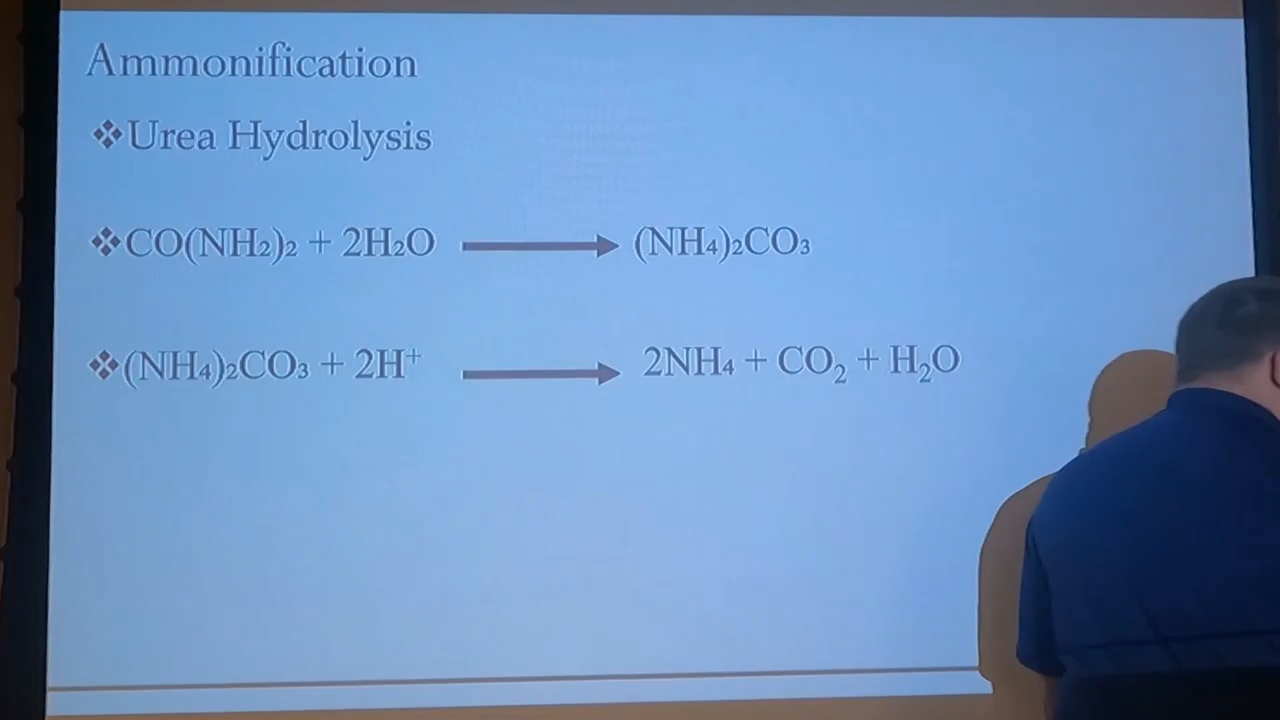 Ammonification
❖Urea Hydrolysis
❖CO(NH₂)₂ + 2H₂O ⟶ (NH₄)₂CO₃
❖(NH₄)₂CO₃ + 2H⁺ ⟶ 2NH₄ + CO₂ + H₂O